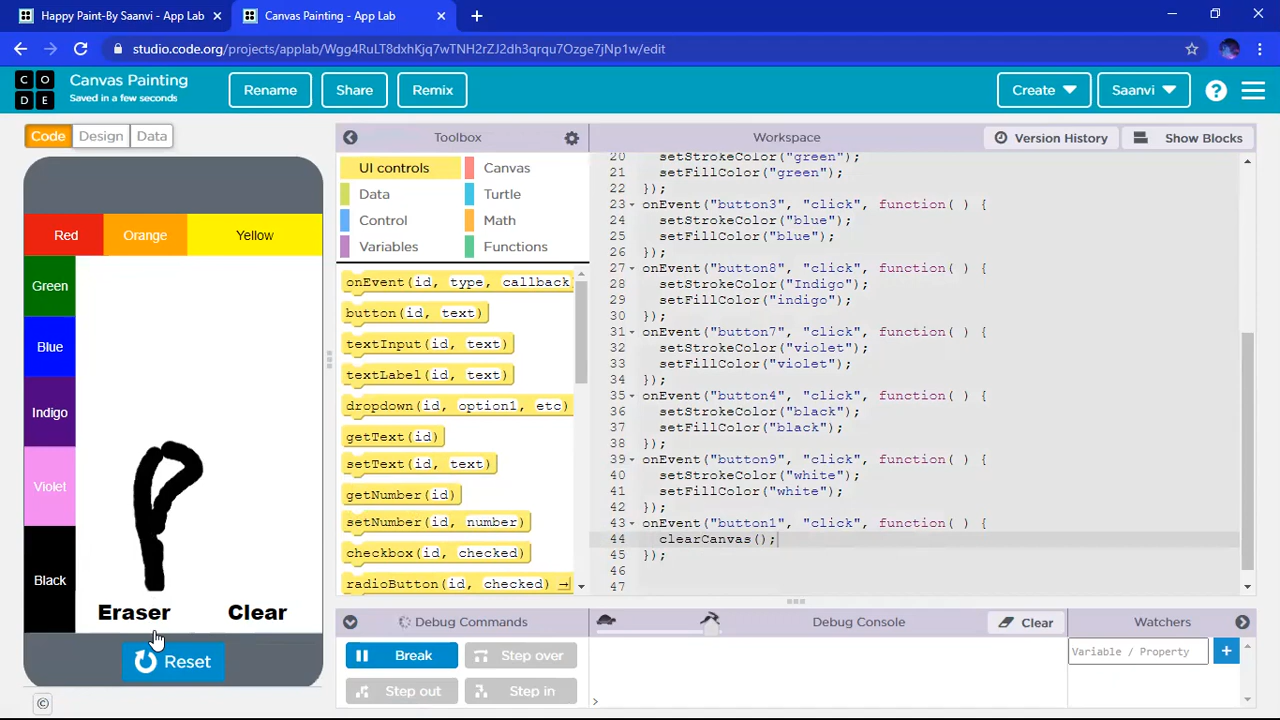 Happy Paint-By Saanvi - App Lab
Canvas Painting - App Lab
studio.code.org/projects/applab/Wgg4RuLT8dxhKjq7wTNH2rZJ2dh3qrqu7Ozge7jNp1w/edit
C O
D E
Canvas Painting
Saved in a few seconds
Rename
Share
Remix
Create
Saanvi
?
Code
Design
Data
Toolbox
Workspace
Version History
Show Blocks
Red
Orange
Yellow
Green
Blue
Indigo
Violet
Black
Eraser
Clear
Reset
©
UI controls
Canvas
Data
Turtle
Control
Math
Variables
Functions
onEvent(id, type, callback
button(id, text)
textInput(id, text)
textLabel(id, text)
dropdown(id, option1, etc)
getText(id)
setText(id, text)
getNumber(id)
setNumber(id, number)
checkbox(id, checked)
radioButton(id, checked)
20 setStrokeColor("green");
21 setFillColor("green");
22 });
23 onEvent("button3", "click", function( ) {
24 setStrokeColor("blue");
25 setFillColor("blue");
26 });
27 onEvent("button8", "click", function( ) {
28 setStrokeColor("Indigo");
29 setFillColor("indigo");
30 });
31 onEvent("button7", "click", function( ) {
32 setStrokeColor("violet");
33 setFillColor("violet");
34 });
35 onEvent("button4", "click", function( ) {
36 setStrokeColor("black");
37 setFillColor("black");
38 });
39 onEvent("button9", "click", function( ) {
40 setStrokeColor("white");
41 setFillColor("white");
42 });
43 onEvent("button1", "click", function( ) {
44 clearCanvas();
45 });
46
47
Debug Commands
Debug Console
Clear
Watchers
Break
Step over
Step out
Step in
Variable / Property
+
>